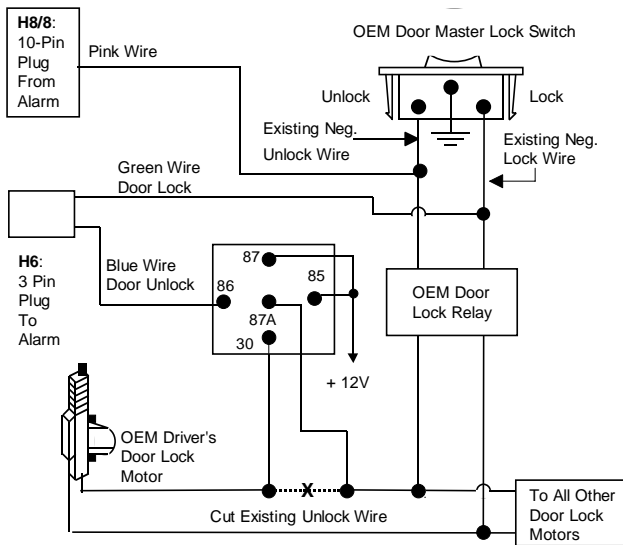 H8/8:
10-Pin
Plug
From
Alarm
Pink Wire
OEM Door Master Lock Switch
Unlock
Lock
Existing Neg.
Unlock Wire
Existing Neg.
Lock Wire
Green Wire
Door Lock
H6:
3 Pin
Plug
To
Alarm
Blue Wire
Door Unlock
87
86
85
87A
30
+ 12V
OEM Door
Lock Relay
OEM Driver's
Door Lock
Motor
X
Cut Existing Unlock Wire
To All Other
Door Lock
Motors